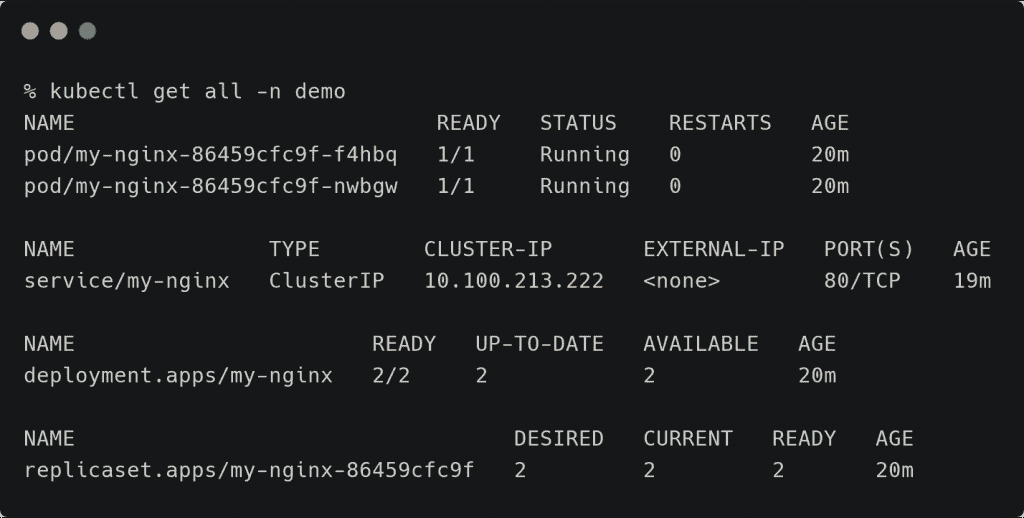 % kubectl get all -n demo
NAME                            READY   STATUS    RESTARTS   AGE
pod/my-nginx-86459cfc9f-f4hbq   1/1     Running   0          20m
pod/my-nginx-86459cfc9f-nwbgw   1/1     Running   0          20m

NAME               TYPE        CLUSTER-IP       EXTERNAL-IP   PORT(S)   AGE
service/my-nginx   ClusterIP   10.100.213.222   <none>        80/TCP    19m

NAME                       READY   UP-TO-DATE   AVAILABLE   AGE
deployment.apps/my-nginx   2/2     2            2           20m

NAME                                  DESIRED   CURRENT   READY   AGE
replicaset.apps/my-nginx-86459cfc9f   2         2         2       20m